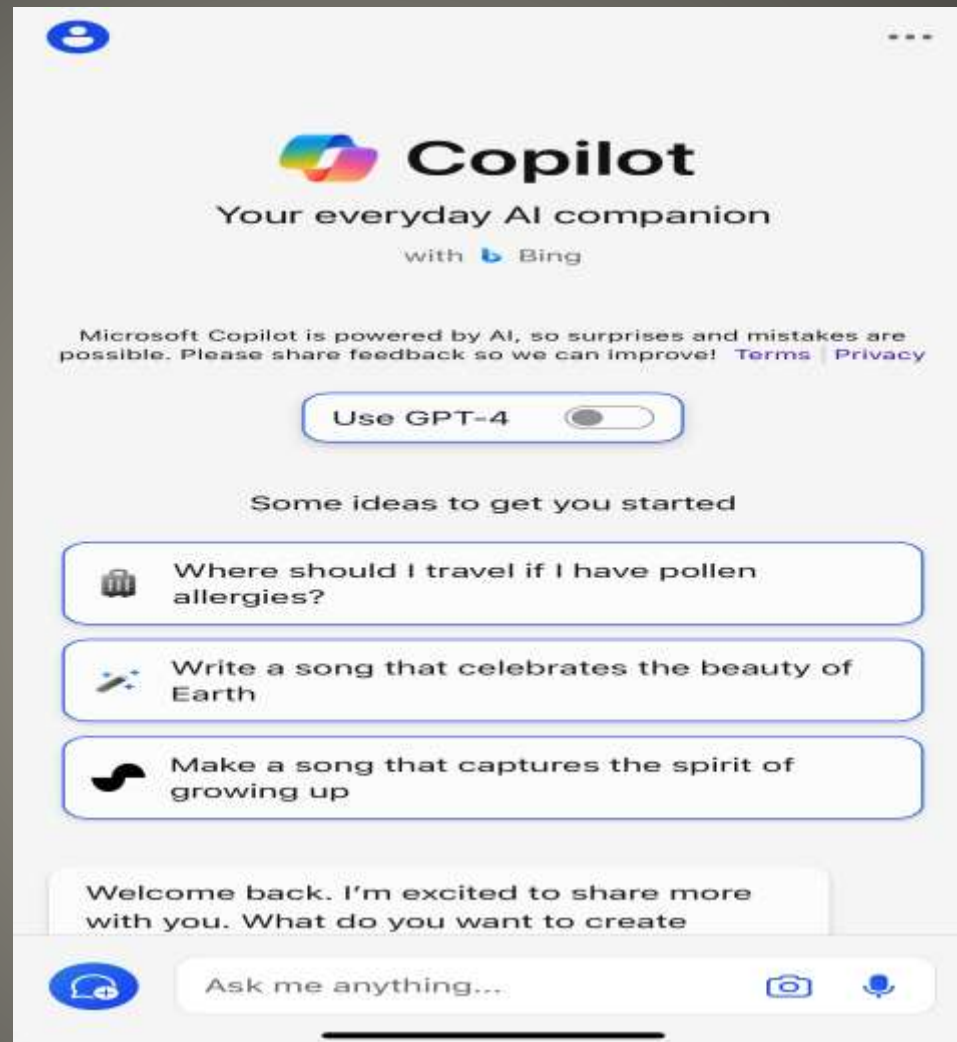 Copilot
Your everyday AI companion
with Bing
Microsoft Copilot is powered by AI, so surprises and mistakes are
possible. Please share feedback so we can improve! Terms | Privacy
Use GPT-4
Some ideas to get you started
Where should I travel if I have pollen
allergies?
Write a song that celebrates the beauty of
Earth
Make a song that captures the spirit of
growing up
Welcome back. I'm excited to share more
with you. What do you want to create
Ask me anything...